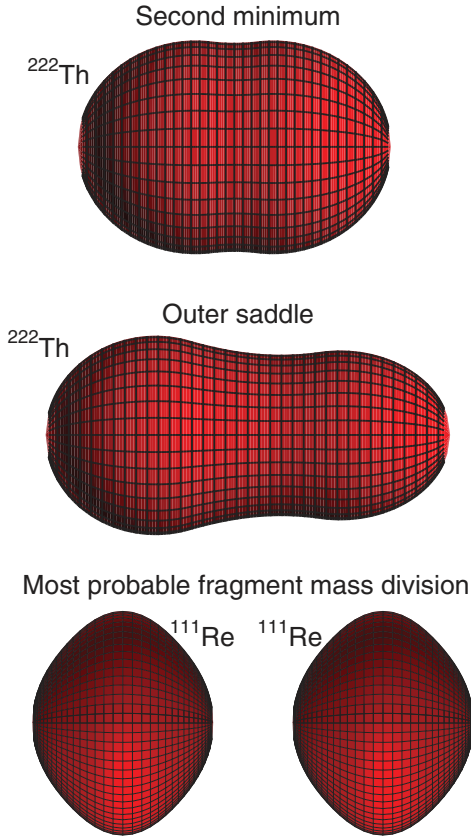 Second minimum
²²²Th
Outer saddle
²²²Th
Most probable fragment mass division
¹¹¹Re ¹¹¹Re